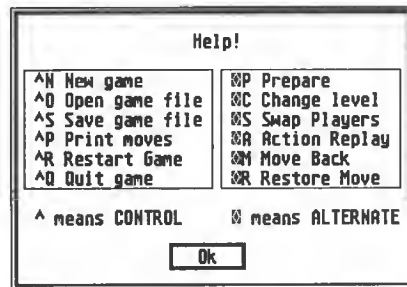 Help!
^N New game
^O Open game file
^S Save game file
^P Print moves
^R Restart Game
^Q Quit game
◊P Prepare
◊C Change level
◊S Swap Players
◊A Action Replay
◊M Move Back
◊R Restore Move
^ means CONTROL
◊ means ALTERNATE
Ok